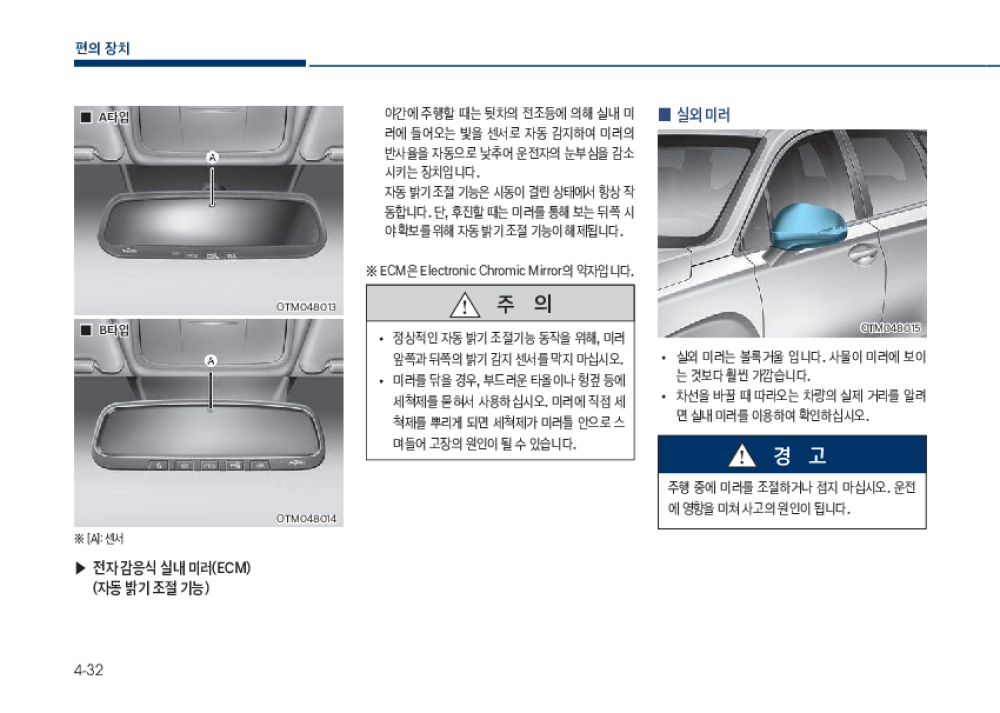 편의 장치
■ A타입
A
OTM048013
■ B타입
A
OTM048014
※ [A]: 센서
▶ 전자 감응식 실내 미러(ECM)
(자동 밝기 조절 기능)
야간에 주행할 때는 뒷차의 전조등에 의해 실내 미
러에 들어오는 빛을 센서로 자동 감지하여 미러의
반사율을 자동으로 낮추어 운전자의 눈부심을 감소
시키는 장치입니다.
자동 밝기 조절 기능은 시동이 걸린 상태에서 항상 작
동합니다. 단, 후진할 때는 미러를 통해 보는 뒤쪽 시
야 확보를 위해 자동 밝기 조절 기능이 해제됩니다.
※ ECM은 Electronic Chromic Mirror의 약자입니다.
주 의
• 정상적인 자동 밝기 조절기능 동작을 위해, 미러
앞쪽과 뒤쪽의 밝기 감지 센서를 막지 마십시오.
• 미러를 닦을 경우, 부드러운 타올이나 헝겊 등에
세척제를 묻혀서 사용하십시오. 미러에 직접 세
척제를 뿌리게 되면 세척제가 미러틀 안으로 스
며들어 고장의 원인이 될 수 있습니다.
■ 실외 미러
OTM048015
• 실외 미러는 볼록거울 입니다. 사물이 미러에 보이
는 것보다 훨씬 가깝습니다.
• 차선을 바꿀 때 따라오는 차량의 실제 거리를 알려
면 실내 미러를 이용하여 확인하십시오.
경 고
주행 중에 미러를 조절하거나 접지 마십시오. 운전
에 영향을 미쳐 사고의 원인이 됩니다.
4-32